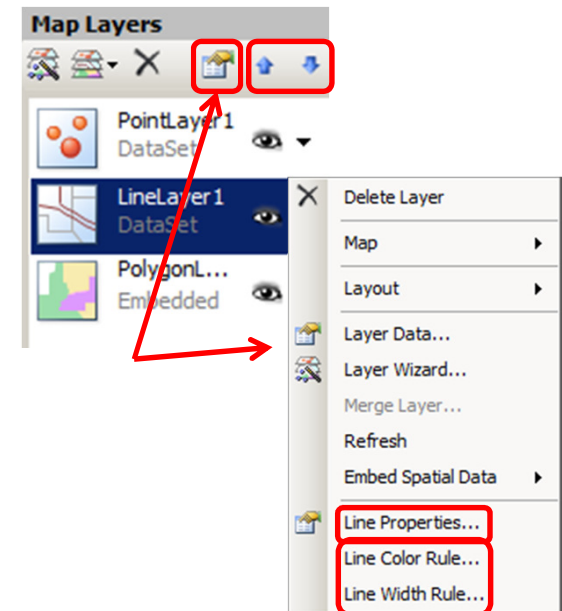 Map Layers
PointLayer1
DataSet
LineLayer1
DataSet
PolygonL...
Embedded
Delete Layer
Map
Layout
Layer Data...
Layer Wizard...
Merge Layer...
Refresh
Embed Spatial Data
Line Properties...
Line Color Rule...
Line Width Rule...